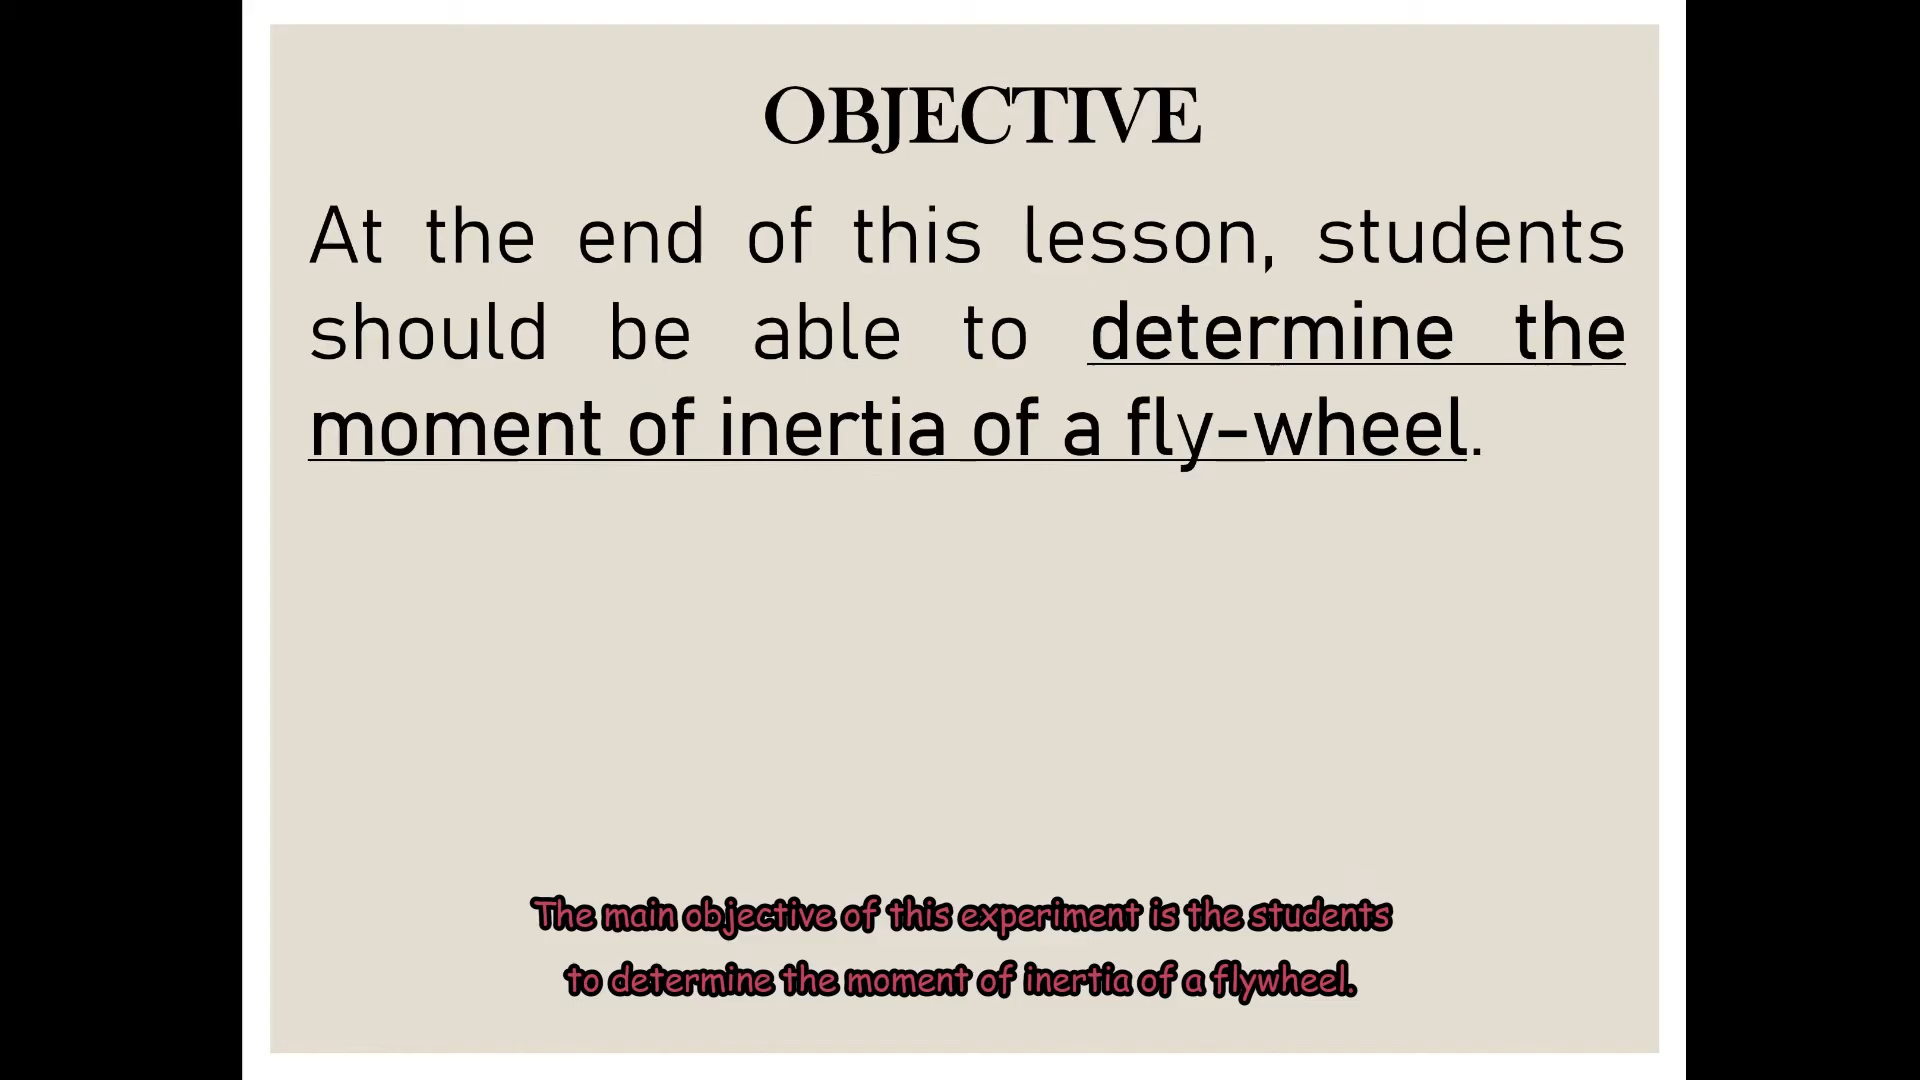 OBJECTIVE
At the end of this lesson, students
should be able to determine the
moment of inertia of a fly-wheel.
The main objective of this experiment is the students
to determine the moment of inertia of a flywheel.